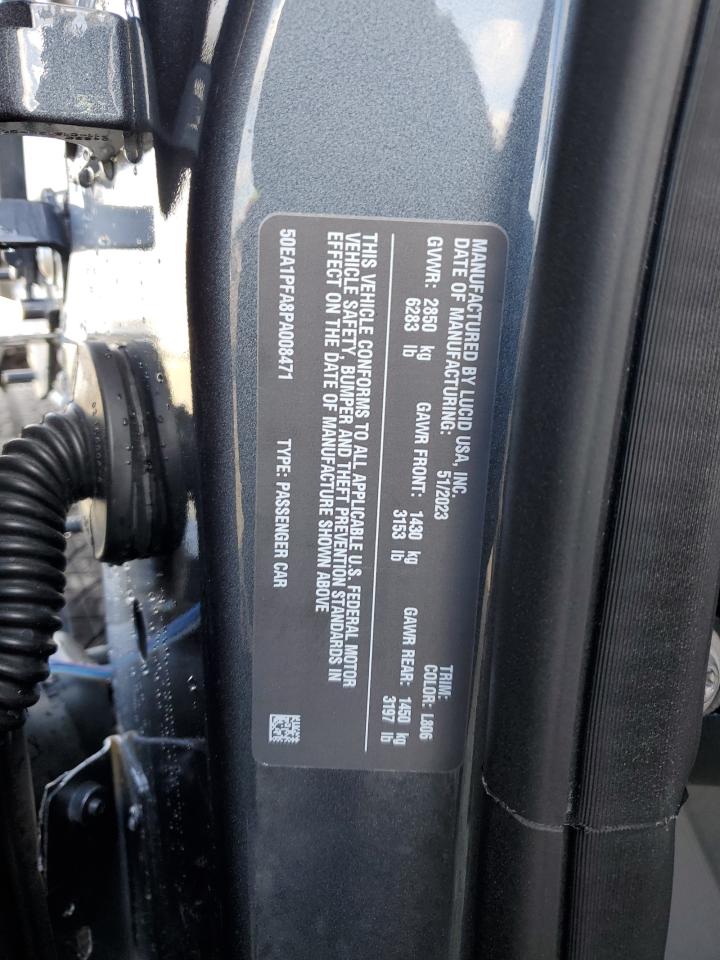 MANUFACTURED BY LUCID USA, INC.
DATE OF MANUFACTURING: 51/2023
TRIM:
COLOR: L806
GVWR: 2850 kg GAWR FRONT: 1430 kg GAWR REAR: 1450 kg
6283 lb 3153 lb 3197 lb
THIS VEHICLE CONFORMS TO ALL APPLICABLE U.S. FEDERAL MOTOR
VEHICLE SAFETY, BUMPER AND THEFT PREVENTION STANDARDS IN
EFFECT ON THE DATE OF MANUFACTURE SHOWN ABOVE
50EA1PFA8PA008471 TYPE: PASSENGER CAR